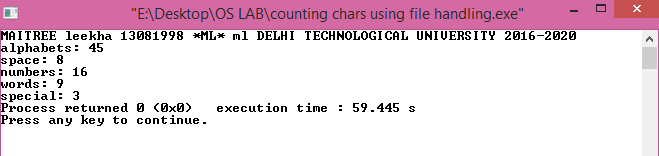 "E:\Desktop\OS LAB\counting chars using file handling.exe"
MAITREE leekha 13081998 *ML* ml DELHI TECHNOLOGICAL UNIVERSITY 2016-2020
alphabets: 45
space: 8
numbers: 16
words: 9
special: 3
Process returned 0 (0x0)   execution time : 59.445 s
Press any key to continue.